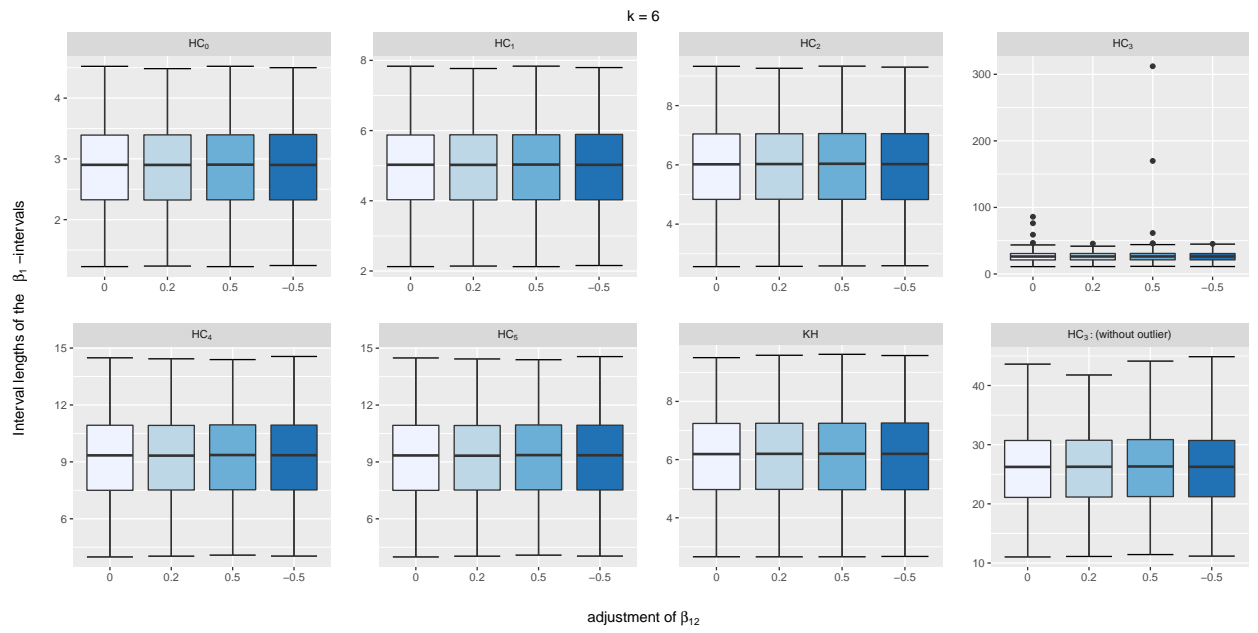 k = 6
HC₀
HC₁
HC₂
HC₃
4
3
2
8
6
4
2
8
6
4
300
200
100
0
0 0.2 0.5 −0.5
0 0.2 0.5 −0.5
0 0.2 0.5 −0.5
0 0.2 0.5 −0.5
Interval lengths of the β₁ −intervals
HC₄
HC₅
KH
HC₃: (without outlier)
15
12
9
6
15
12
9
6
8
6
4
40
30
20
10
0 0.2 0.5 −0.5
0 0.2 0.5 −0.5
0 0.2 0.5 −0.5
0 0.2 0.5 −0.5
adjustment of β₁₂